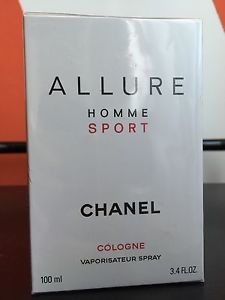 ALLURE
HOMME
SPORT
CHANEL
COLOGNE
VAPORISATEUR SPRAY
100 ml 3.4 FL.OZ.